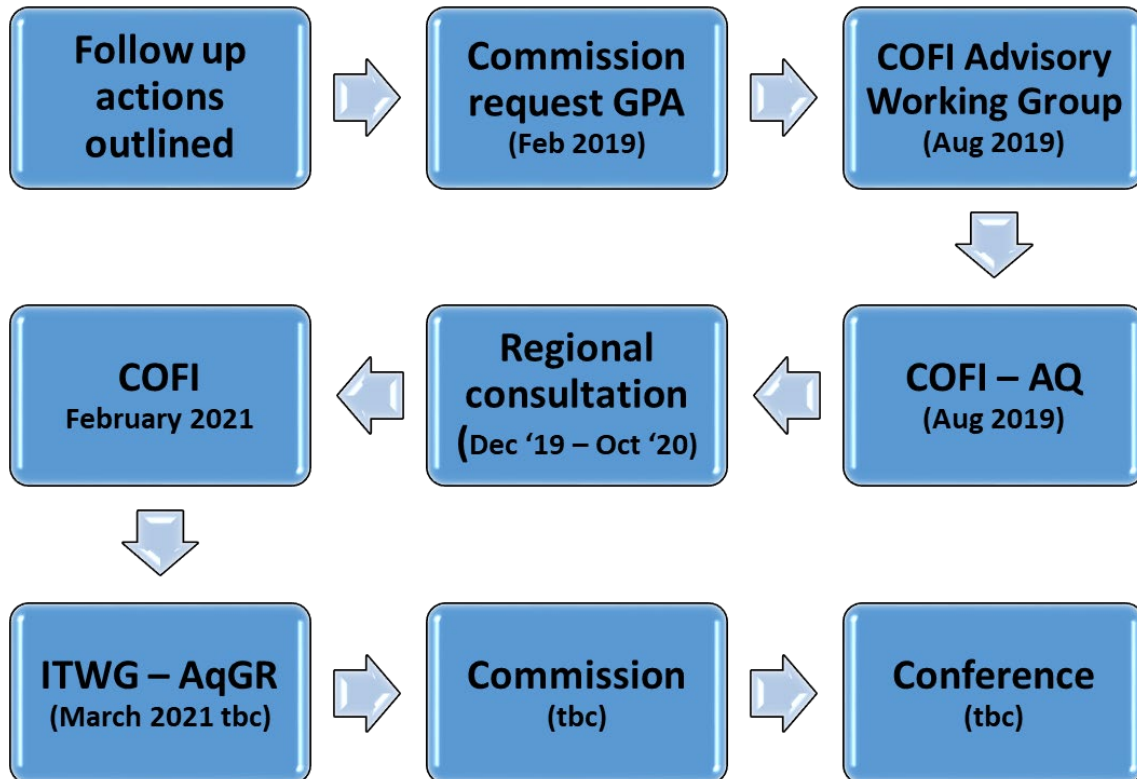 Follow up
actions
outlined
Commission
request GPA
(Feb 2019)
COFI Advisory
Working Group
(Aug 2019)
COFI – AQ
(Aug 2019)
Regional
consultation
(Dec ‘19 – Oct ‘20)
COFI
February 2021
ITWG – AqGR
(March 2021 tbc)
Commission
(tbc)
Conference
(tbc)